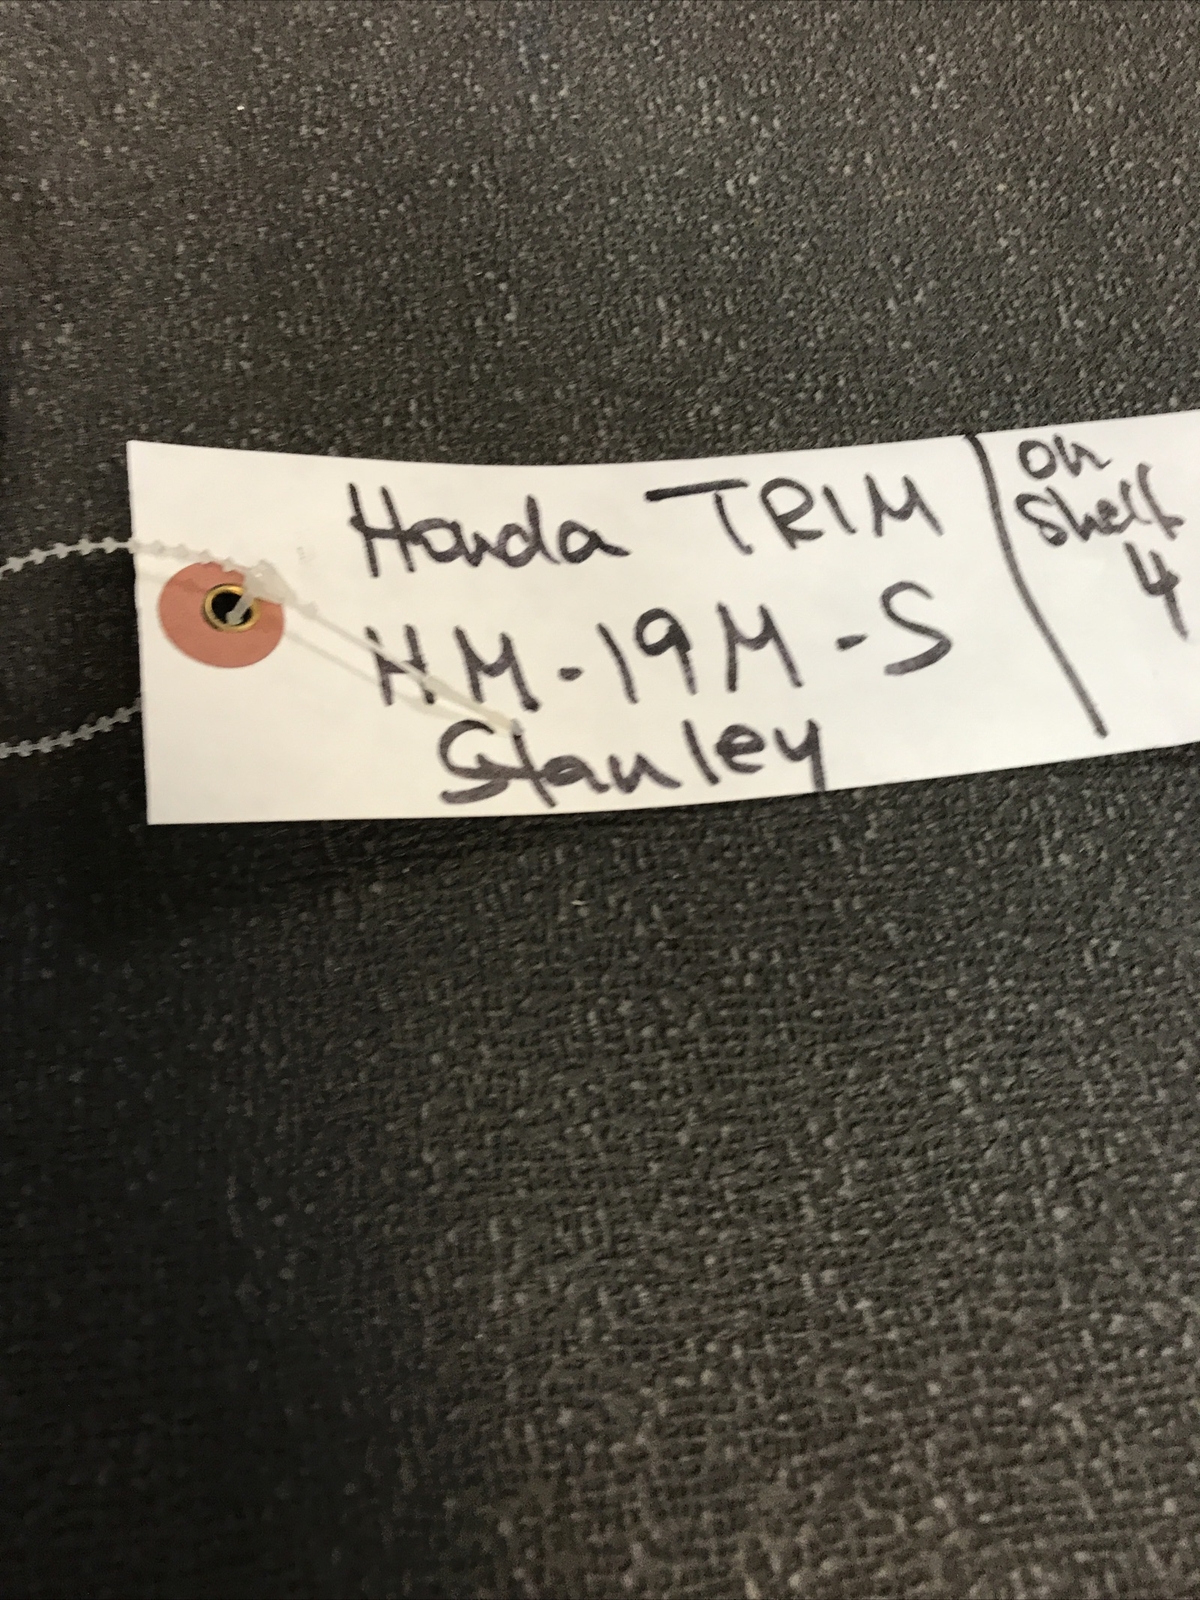 Honda TRIM
HM-19M-S
Stanley
on
Shelf
4